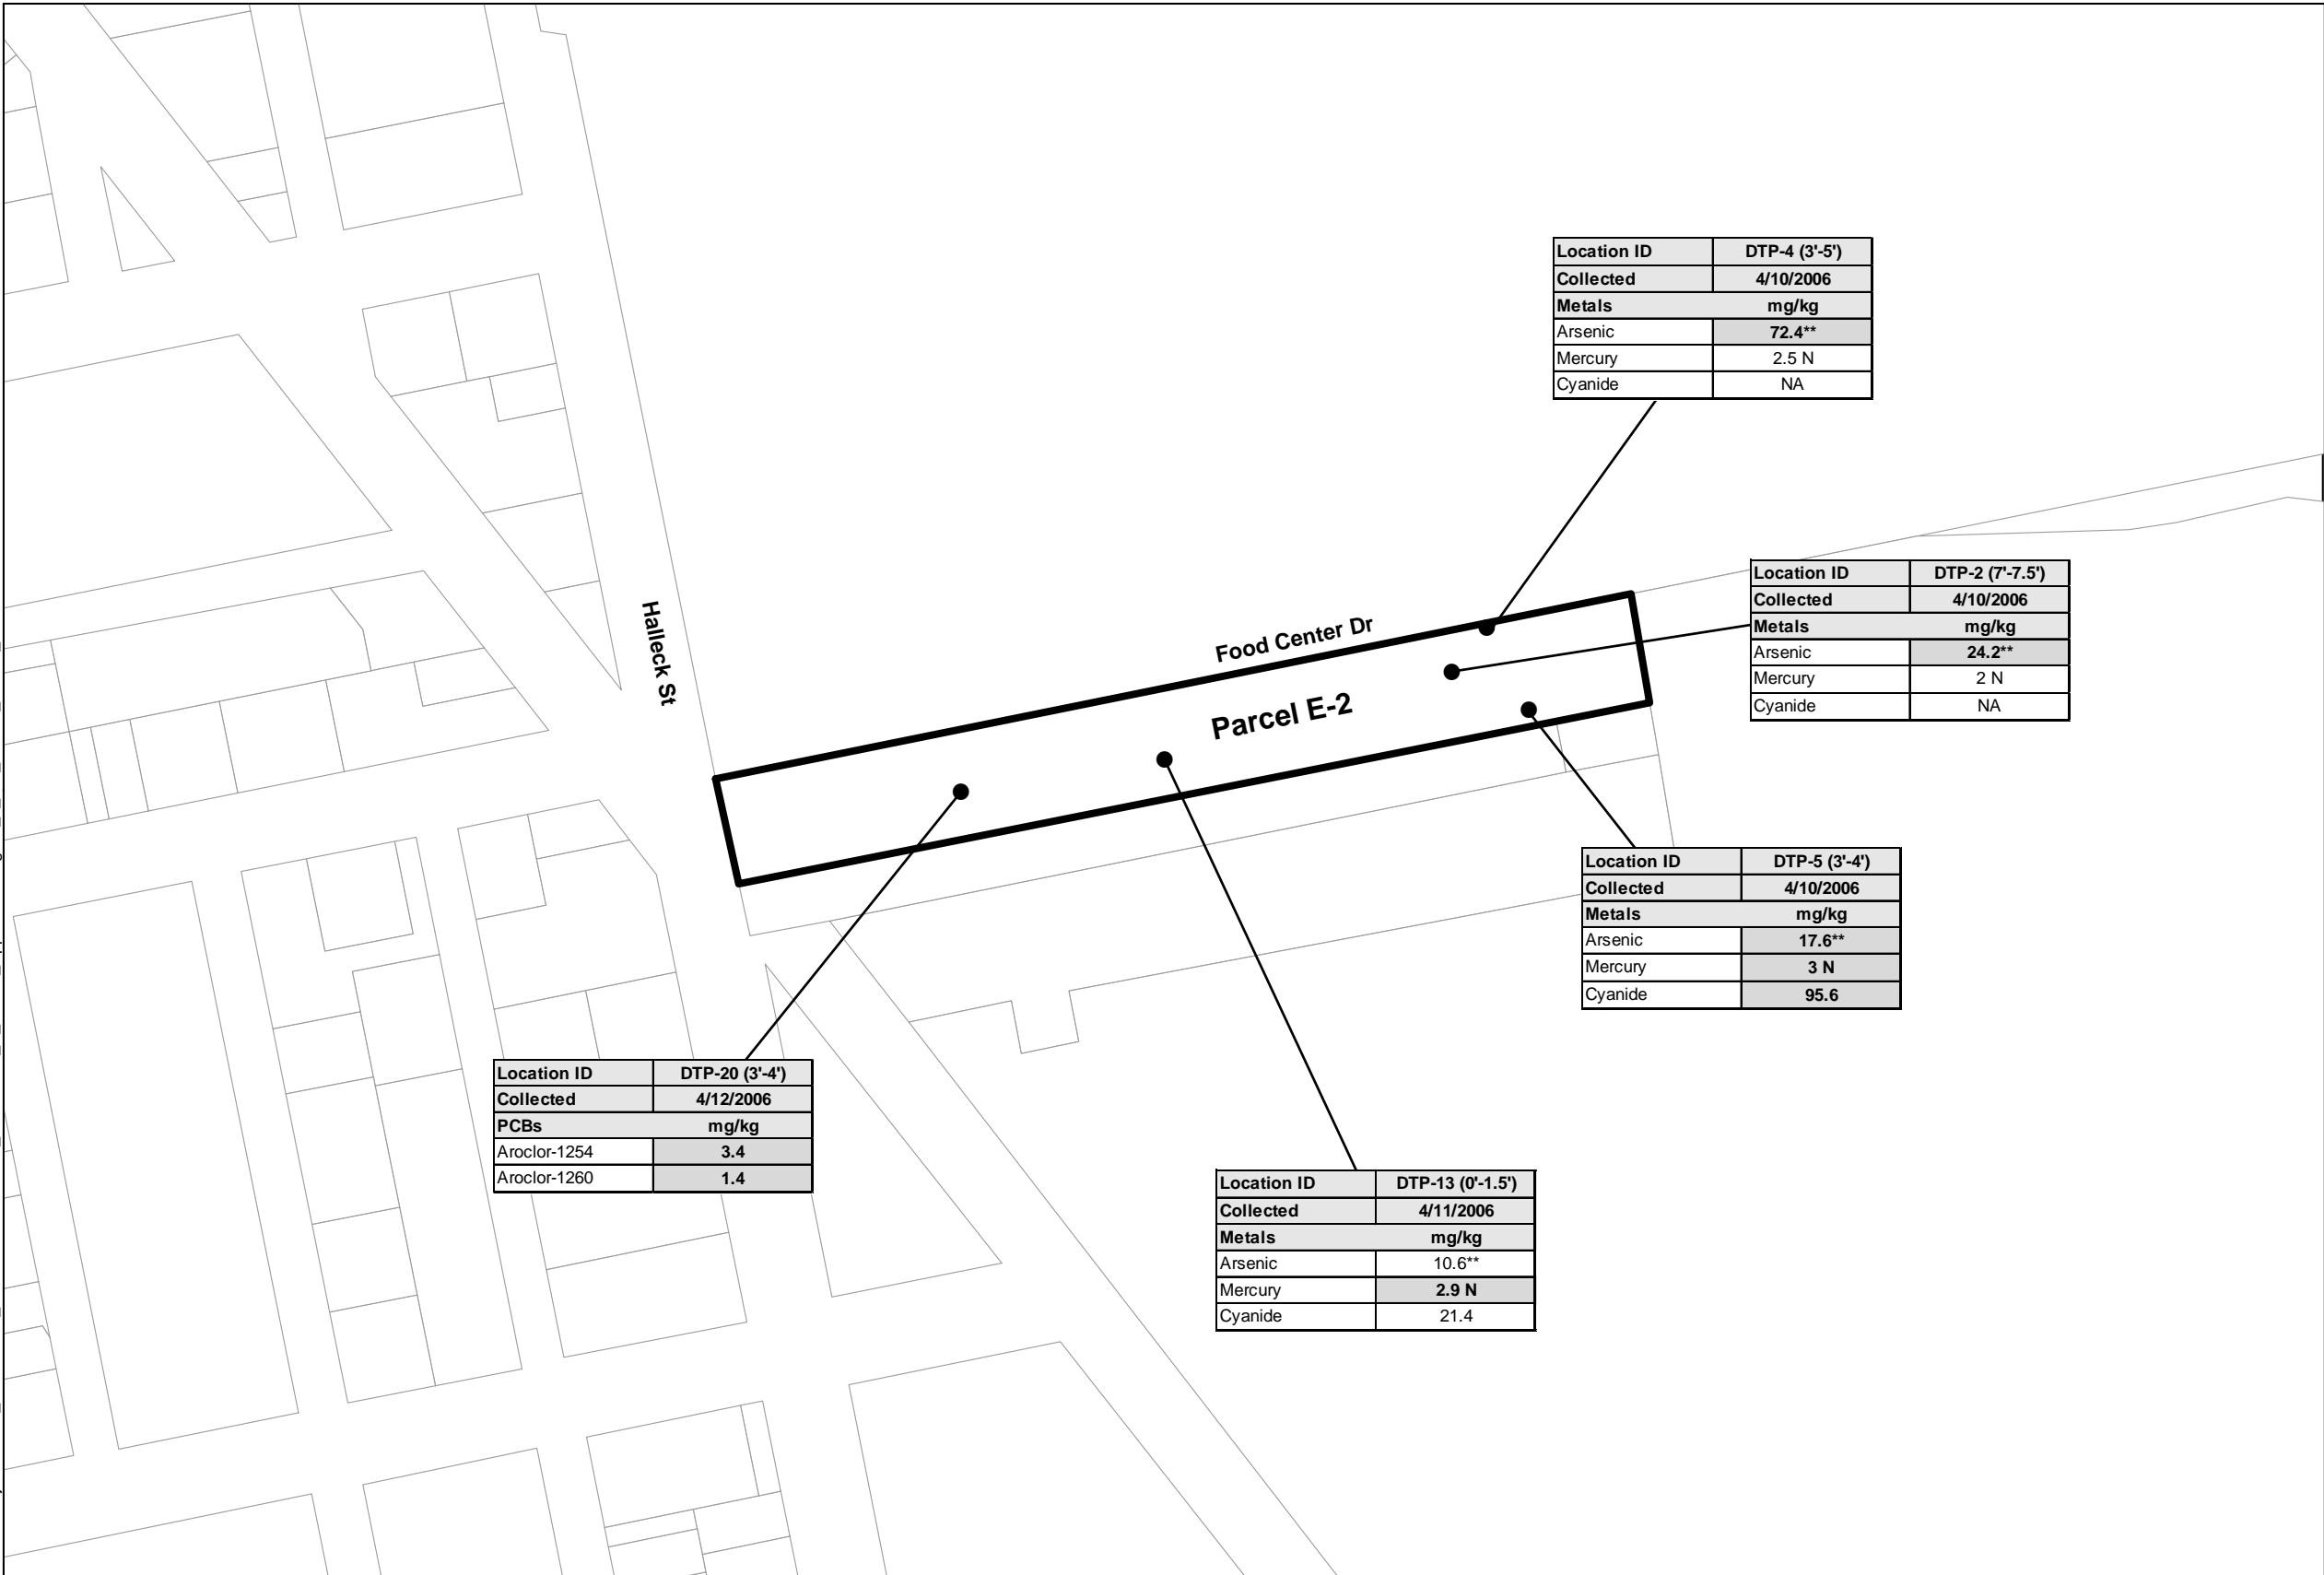 Location ID DTP-4 (3'-5')
Collected 4/10/2006
Metals mg/kg
Arsenic 72.4**
Mercury 2.5 N
Cyanide NA
Location ID DTP-2 (7'-7.5')
Collected 4/10/2006
Metals mg/kg
Arsenic 24.2**
Mercury 2 N
Cyanide NA
Halleck St
Food Center Dr
Parcel E-2
Location ID DTP-5 (3'-4')
Collected 4/10/2006
Metals mg/kg
Arsenic 17.6**
Mercury 3 N
Cyanide 95.6
Location ID DTP-20 (3'-4')
Collected 4/12/2006
PCBs mg/kg
Aroclor-1254 3.4
Aroclor-1260 1.4
Location ID DTP-13 (0'-1.5')
Collected 4/11/2006
Metals mg/kg
Arsenic 10.6**
Mercury 2.9 N
Cyanide 21.4